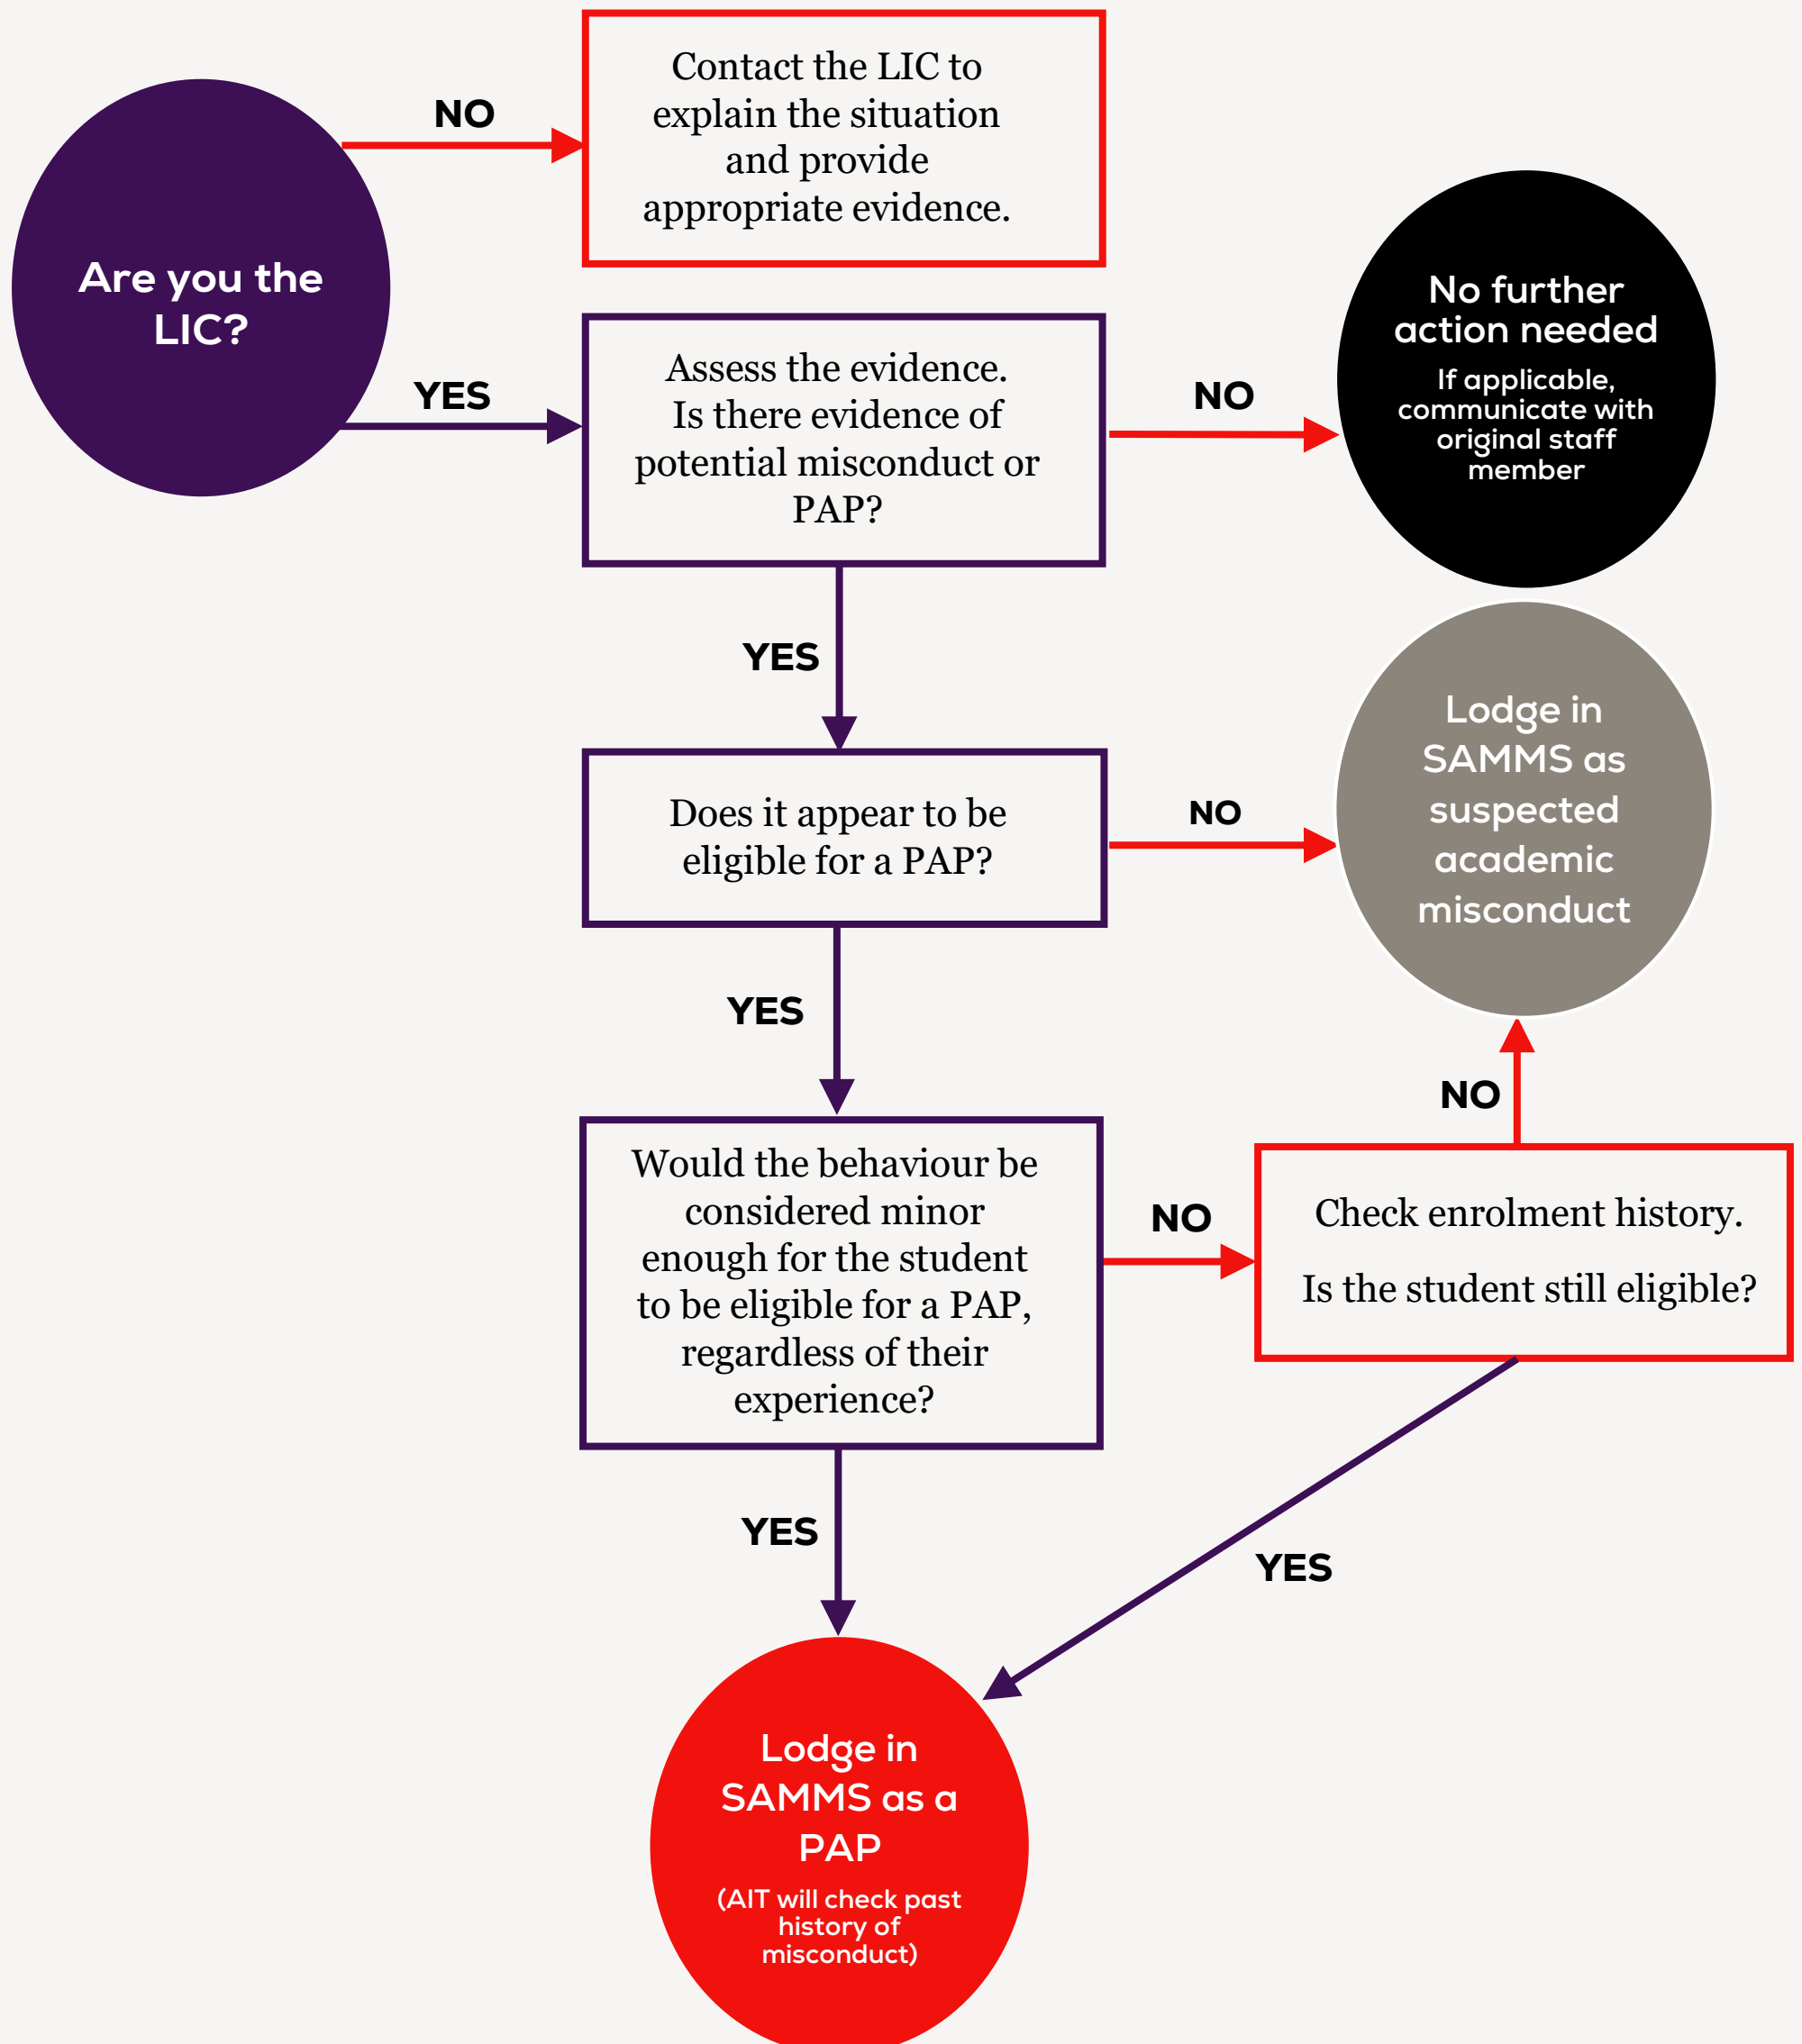 Are you the
LIC?
NO
Contact the LIC to
explain the situation
and provide
appropriate evidence.
YES
Assess the evidence.
Is there evidence of
potential misconduct or
PAP?
NO
No further
action needed
If applicable,
communicate with
original staff
member
YES
Does it appear to be
eligible for a PAP?
NO
Lodge in
SAMMS as
suspected
academic
misconduct
YES
Would the behaviour be
considered minor
enough for the student
to be eligible for a PAP,
regardless of their
experience?
NO
Check enrolment history.
Is the student still eligible?
NO
YES
YES
Lodge in
SAMMS as a
PAP
(AIT will check past
history of
misconduct)